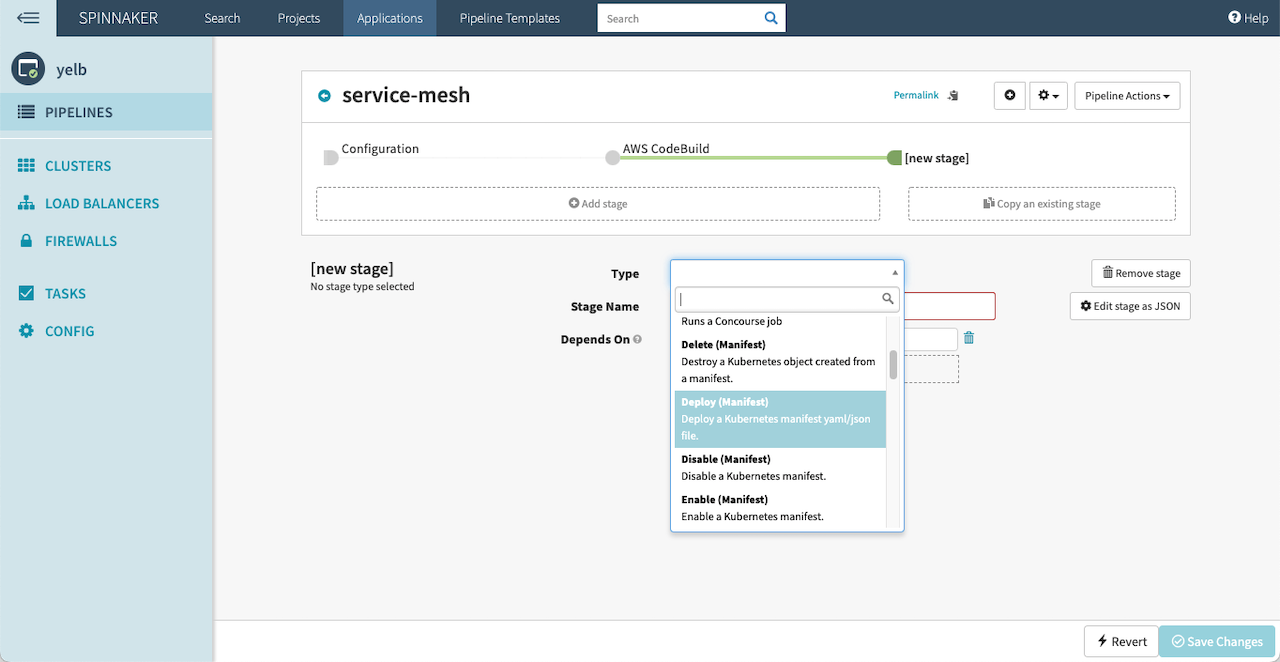 SPINNAKER Search Projects Applications Pipeline Templates Search Help
yelb
PIPELINES
CLUSTERS
LOAD BALANCERS
FIREWALLS
TASKS
CONFIG
service-mesh Permalink Pipeline Actions
Configuration AWS CodeBuild [new stage]
Add stage Copy an existing stage
[new stage]
No stage type selected
Type
Stage Name
Depends On
Runs a Concourse job
Delete (Manifest)
Destroy a Kubernetes object created from
a manifest.
Deploy (Manifest)
Deploy a Kubernetes manifest yaml/json
file.
Disable (Manifest)
Disable a Kubernetes manifest.
Enable (Manifest)
Enable a Kubernetes manifest.
Remove stage
Edit stage as JSON
Revert Save Changes